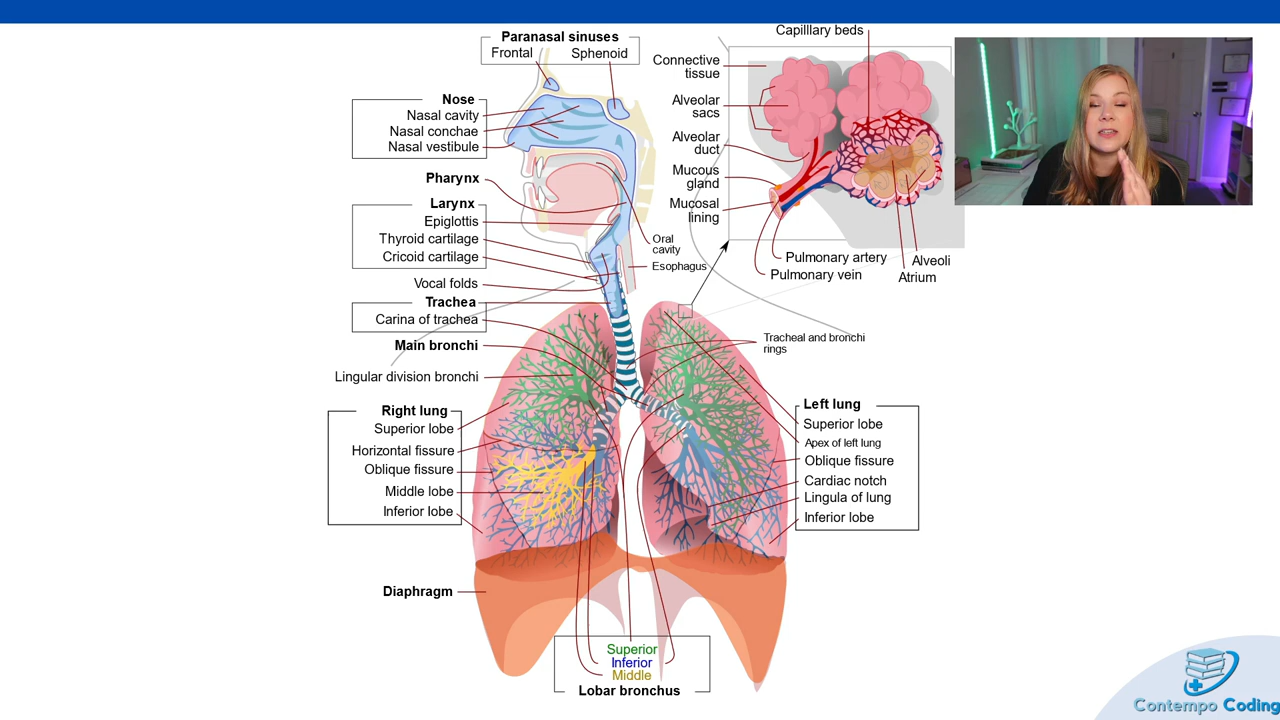 Paranasal sinuses
Frontal
Sphenoid
Nose
Nasal cavity
Nasal conchae
Nasal vestibule
Pharynx
Larynx
Epiglottis
Thyroid cartilage
Cricoid cartilage
Vocal folds
Trachea
Carina of trachea
Main bronchi
Lingular division bronchi
Right lung
Superior lobe
Horizontal fissure
Oblique fissure
Middle lobe
Inferior lobe
Diaphragm
Oral
cavity
Esophagus
Capilllary beds
Connective
tissue
Alveolar
sacs
Alveolar
duct
Mucous
gland
Mucosal
lining
Pulmonary artery
Pulmonary vein
Alveoli
Atrium
Tracheal and bronchi
rings
Left lung
Superior lobe
Apex of left lung
Oblique fissure
Cardiac notch
Lingula of lung
Inferior lobe
Superior
Inferior
Middle
Lobar bronchus
Contempo Coding